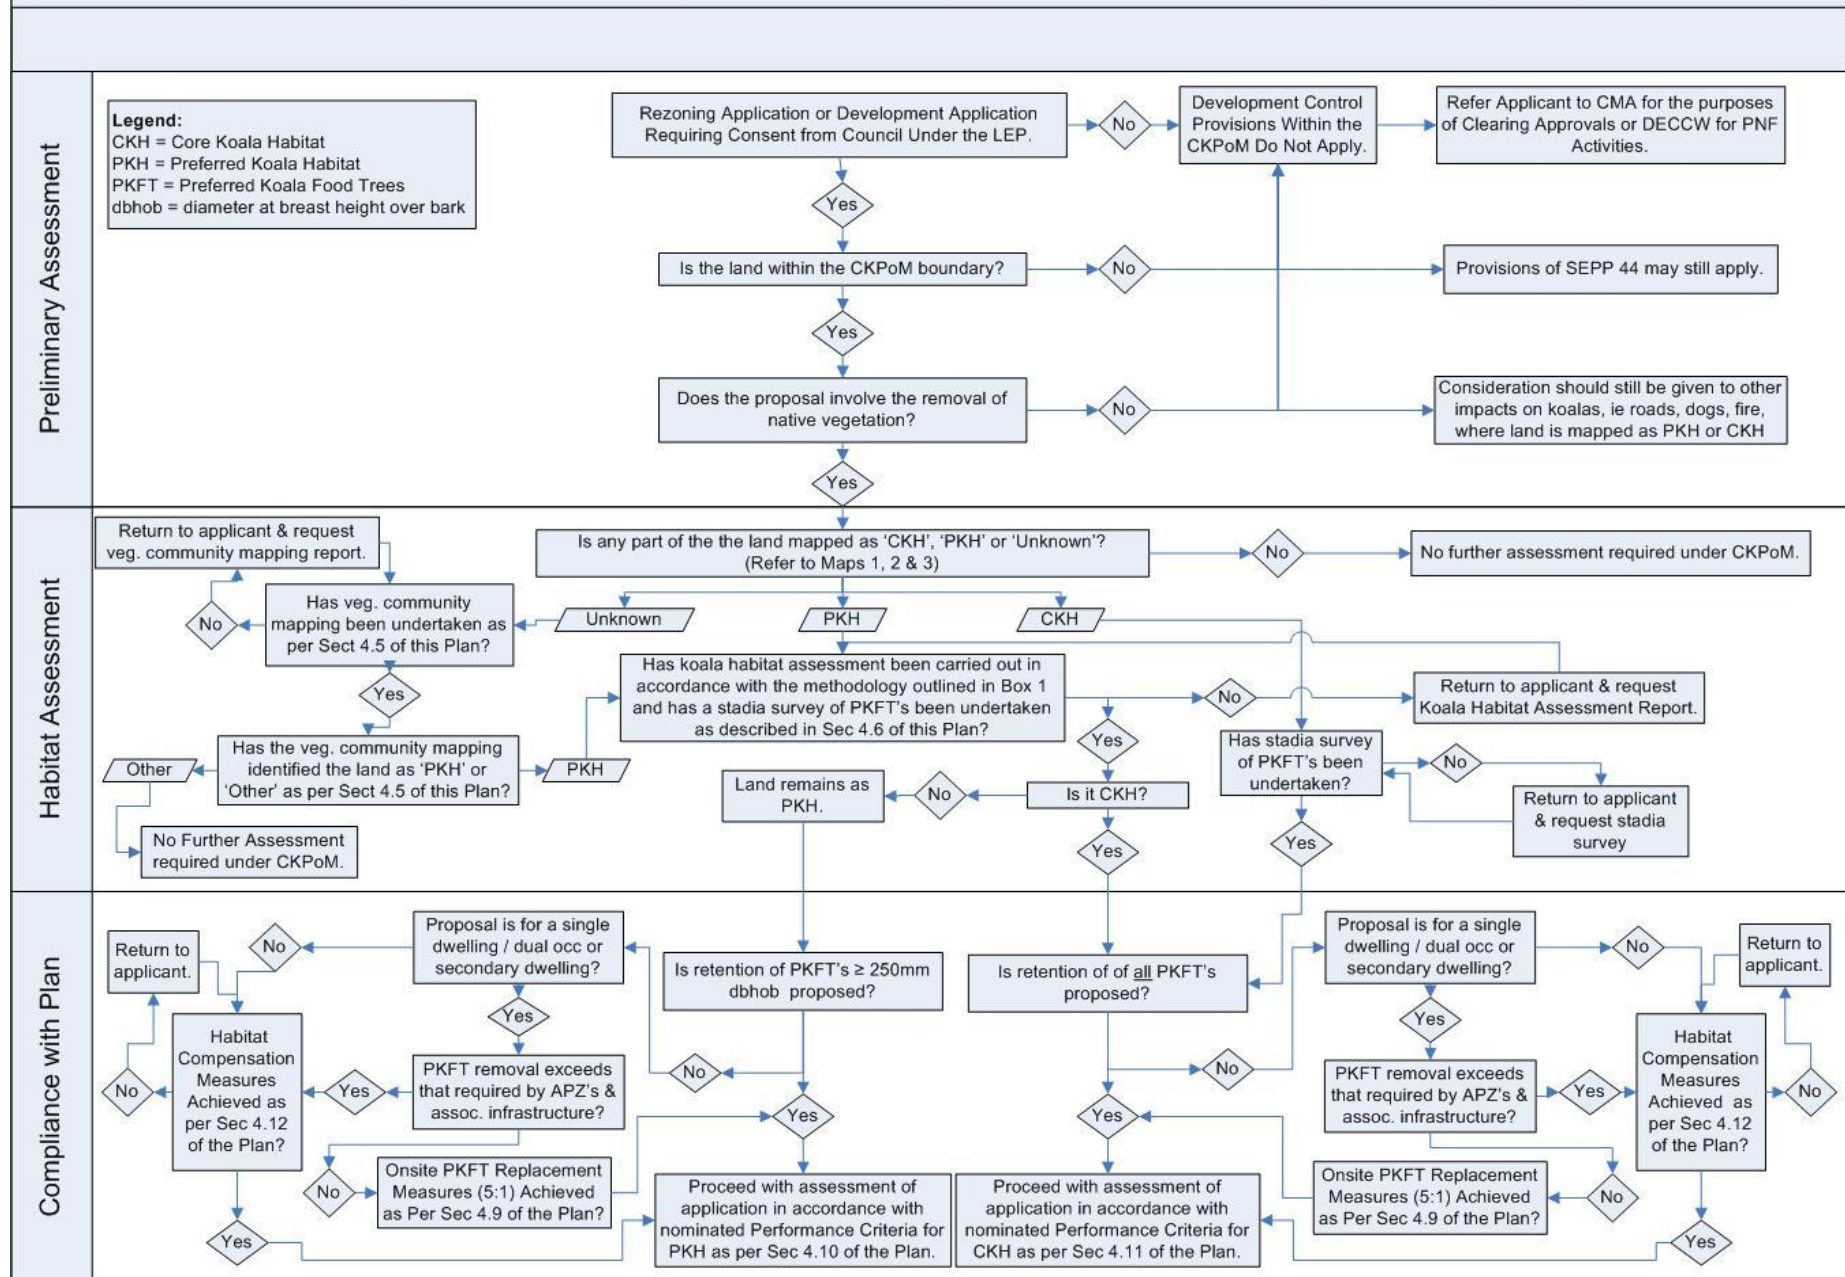 Preliminary Assessment
Legend:
CKH = Core Koala Habitat
PKH = Preferred Koala Habitat
PKFT = Preferred Koala Food Trees
dbhob = diameter at breast height over bark
Rezoning Application or Development Application
Requiring Consent from Council Under the LEP.
No
Development Control
Provisions Within the
CKPoM Do Not Apply.
Refer Applicant to CMA for the purposes
of Clearing Approvals or DECCW for PNF
Activities.
Yes
Is the land within the CKPoM boundary?
No
Provisions of SEPP 44 may still apply.
Yes
Does the proposal involve the removal of
native vegetation?
No
Consideration should still be given to other
impacts on koalas, ie roads, dogs, fire,
where land is mapped as PKH or CKH
Yes
Habitat Assessment
Return to applicant & request
veg. community mapping report.
Is any part of the the land mapped as ‘CKH’, ‘PKH’ or ‘Unknown’?
(Refer to Maps 1, 2 & 3)
No
No further assessment required under CKPoM.
No
Has veg. community
mapping been undertaken as
per Sect 4.5 of this Plan?
Unknown
PKH
CKH
Yes
Has koala habitat assessment been carried out in
accordance with the methodology outlined in Box 1
and has a stadia survey of PKFT’s been undertaken
as described in Sec 4.6 of this Plan?
No
Return to applicant & request
Koala Habitat Assessment Report.
Other
Has the veg. community mapping
identified the land as ‘PKH’ or
‘Other’ as per Sect 4.5 of this Plan?
PKH
Yes
Has stadia survey
of PKFT’s been
undertaken?
No
Land remains as
PKH.
No
Is it CKH?
Return to applicant
& request stadia
survey
No Further Assessment
required under CKPoM.
Yes
Yes
Compliance with Plan
Return to
applicant.
No
Proposal is for a single
dwelling / dual occ or
secondary dwelling?
Is retention of PKFT’s ≥ 250mm
dbhob proposed?
Is retention of of all PKFT’s
proposed?
Proposal is for a single
dwelling / dual occ or
secondary dwelling?
No
Return to
applicant.
Yes
Yes
Habitat
Compensation
Measures
Achieved as
per Sec 4.12
of the Plan?
No
Yes
PKFT removal exceeds
that required by APZ’s &
assoc. infrastructure?
No
No
PKFT removal exceeds
that required by APZ’s &
assoc. infrastructure?
Yes
Habitat
Compensation
Measures
Achieved as
per Sec 4.12
of the Plan?
No
Yes
Yes
No
Onsite PKFT Replacement
Measures (5:1) Achieved
as Per Sec 4.9 of the Plan?
Proceed with assessment of
application in accordance with
nominated Performance Criteria for
PKH as per Sec 4.10 of the Plan.
Proceed with assessment of
application in accordance with
nominated Performance Criteria for
CKH as per Sec 4.11 of the Plan.
Onsite PKFT Replacement
Measures (5:1) Achieved
as Per Sec 4.9 of the Plan?
No
Yes
Yes